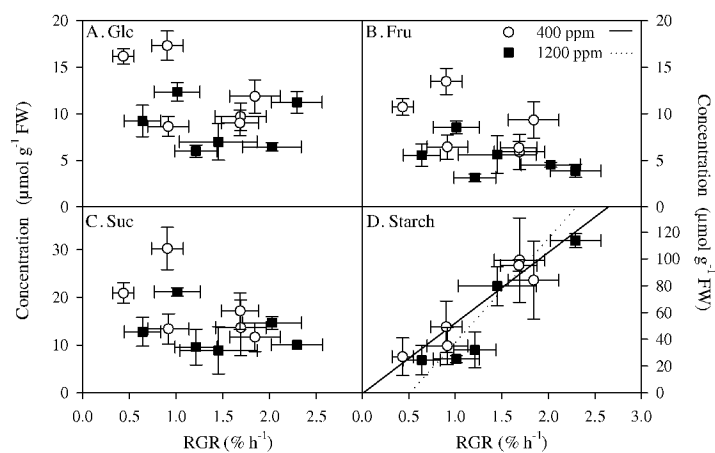 20
15
10
5
0
A. Glc
B. Fru
400 ppm
1200 ppm
20
15
10
5
0
Concentration (µmol g⁻¹ FW)
Concentration (µmol g⁻¹ FW)
30
20
10
0
C. Suc
D. Starch
120
100
80
60
40
20
0
0.0 0.5 1.0 1.5 2.0 2.5
0.0 0.5 1.0 1.5 2.0 2.5 3.0
RGR (% h⁻¹)
RGR (% h⁻¹)